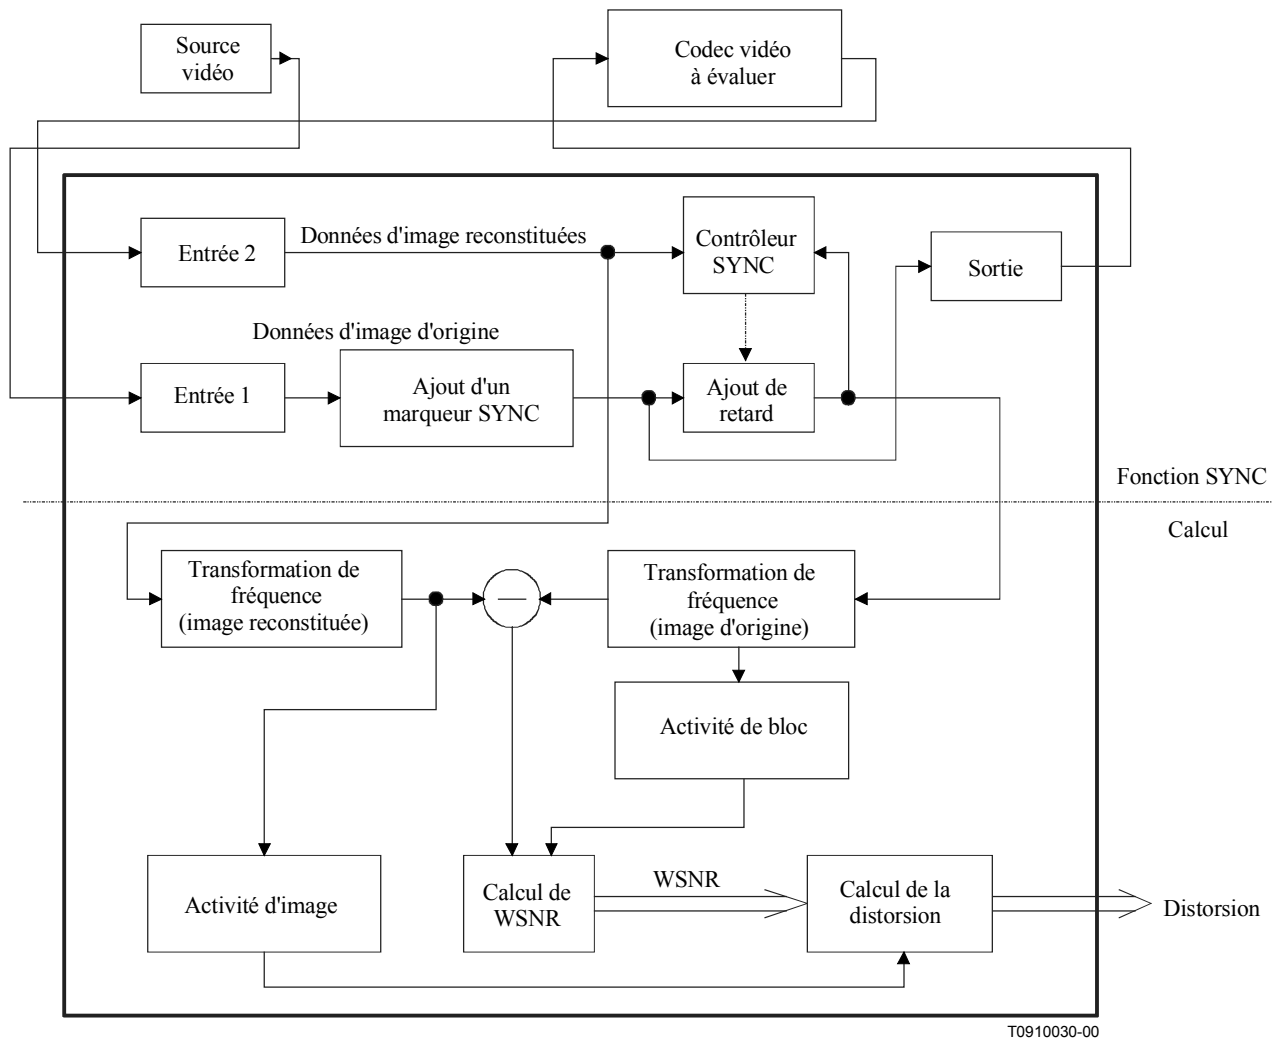 Source
vidéo
Codec vidéo
à évaluer
Entrée 2
Données d'image reconstituées
Contrôleur
SYNC
Sortie
Données d'image d'origine
Entrée 1
Ajout d'un
marqueur SYNC
Ajout de
retard
Fonction SYNC
Calcul
Transformation de
fréquence
(image reconstituée)
Transformation de
fréquence
(image d'origine)
Activité de bloc
Activité d'image
Calcul de
WSNR
WSNR
Calcul de la
distorsion
Distorsion
T0910030-00